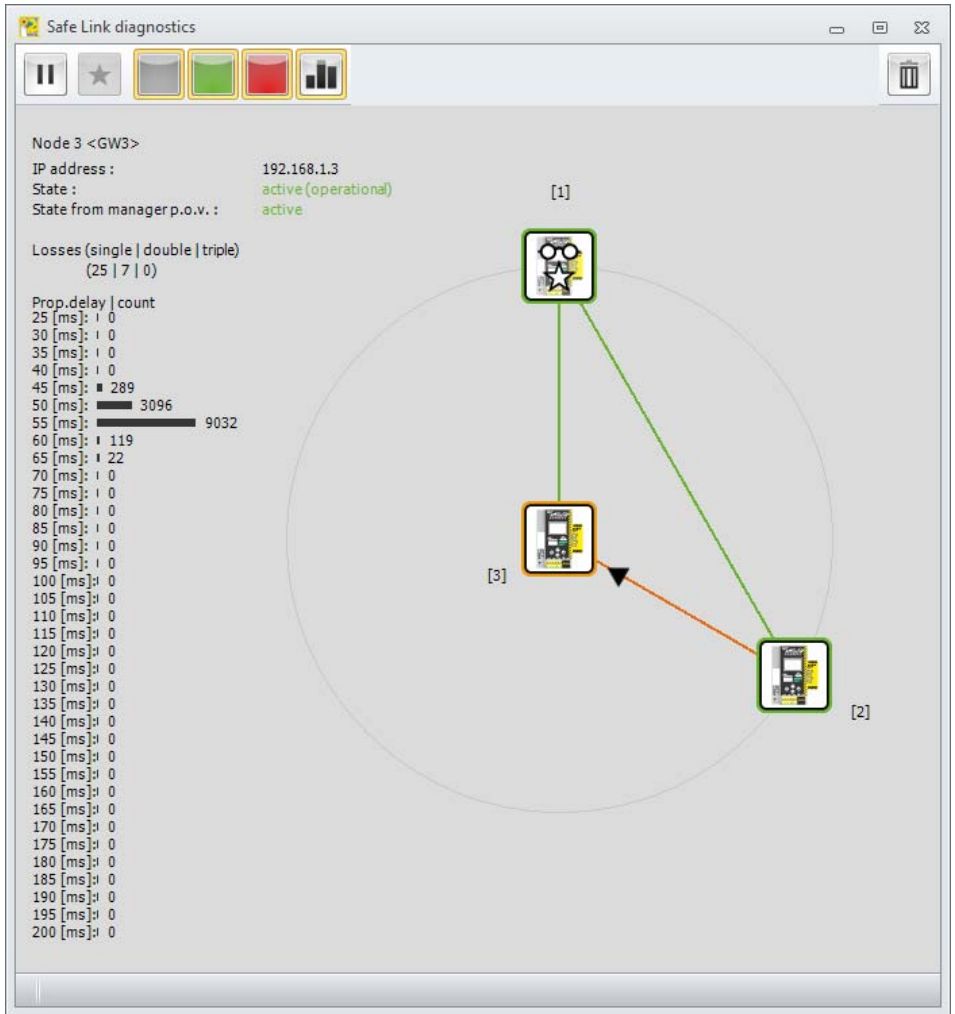 Safe Link diagnostics
Node 3 <GW3>
IP address : 192.168.1.3
State : active (operational)
State from manager p.o.v. : active
Losses (single | double | triple)
(25 | 7 | 0)
Prop.delay | count
25 [ms]: 0
30 [ms]: 0
35 [ms]: 0
40 [ms]: 0
45 [ms]: 289
50 [ms]: 3096
55 [ms]: 9032
60 [ms]: 119
65 [ms]: 22
70 [ms]: 0
75 [ms]: 0
80 [ms]: 0
85 [ms]: 0
90 [ms]: 0
95 [ms]: 0
100 [ms]: 0
105 [ms]: 0
110 [ms]: 0
115 [ms]: 0
120 [ms]: 0
125 [ms]: 0
130 [ms]: 0
135 [ms]: 0
140 [ms]: 0
145 [ms]: 0
150 [ms]: 0
155 [ms]: 0
160 [ms]: 0
165 [ms]: 0
170 [ms]: 0
175 [ms]: 0
180 [ms]: 0
185 [ms]: 0
190 [ms]: 0
195 [ms]: 0
200 [ms]: 0
[1]
[3]
[2]